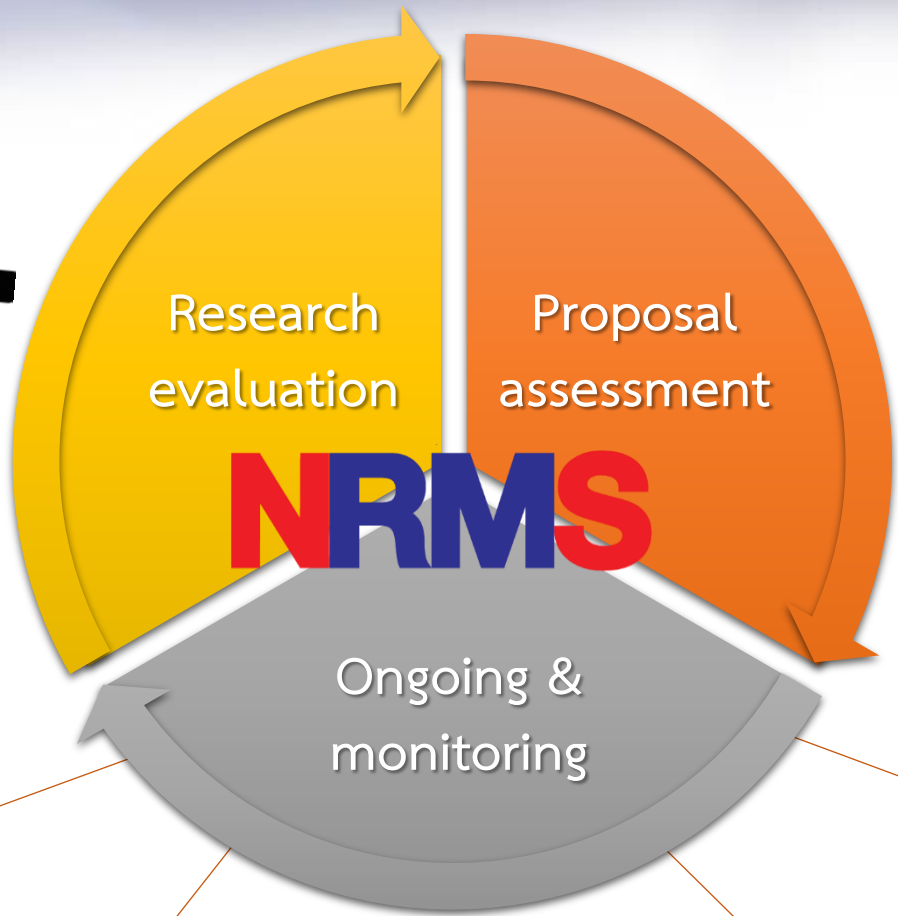 Research
evaluation
Proposal
assessment
NRMS
Ongoing &
monitoring